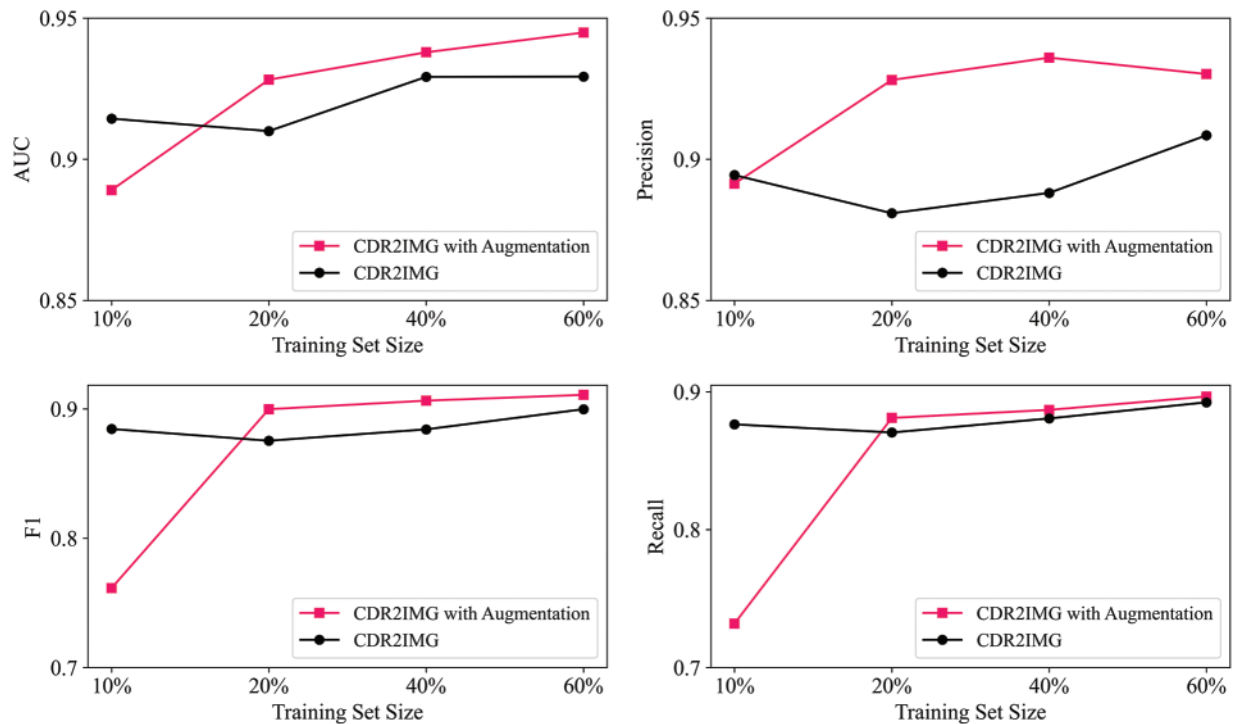 0.95
0.9
0.85
AUC
CDR2IMG with Augmentation
CDR2IMG
10%
20%
40%
60%
Training Set Size
0.95
0.9
0.85
Precision
CDR2IMG with Augmentation
CDR2IMG
10%
20%
40%
60%
Training Set Size
0.9
0.8
0.7
F1
CDR2IMG with Augmentation
CDR2IMG
10%
20%
40%
60%
Training Set Size
0.9
0.8
0.7
Recall
CDR2IMG with Augmentation
CDR2IMG
10%
20%
40%
60%
Training Set Size